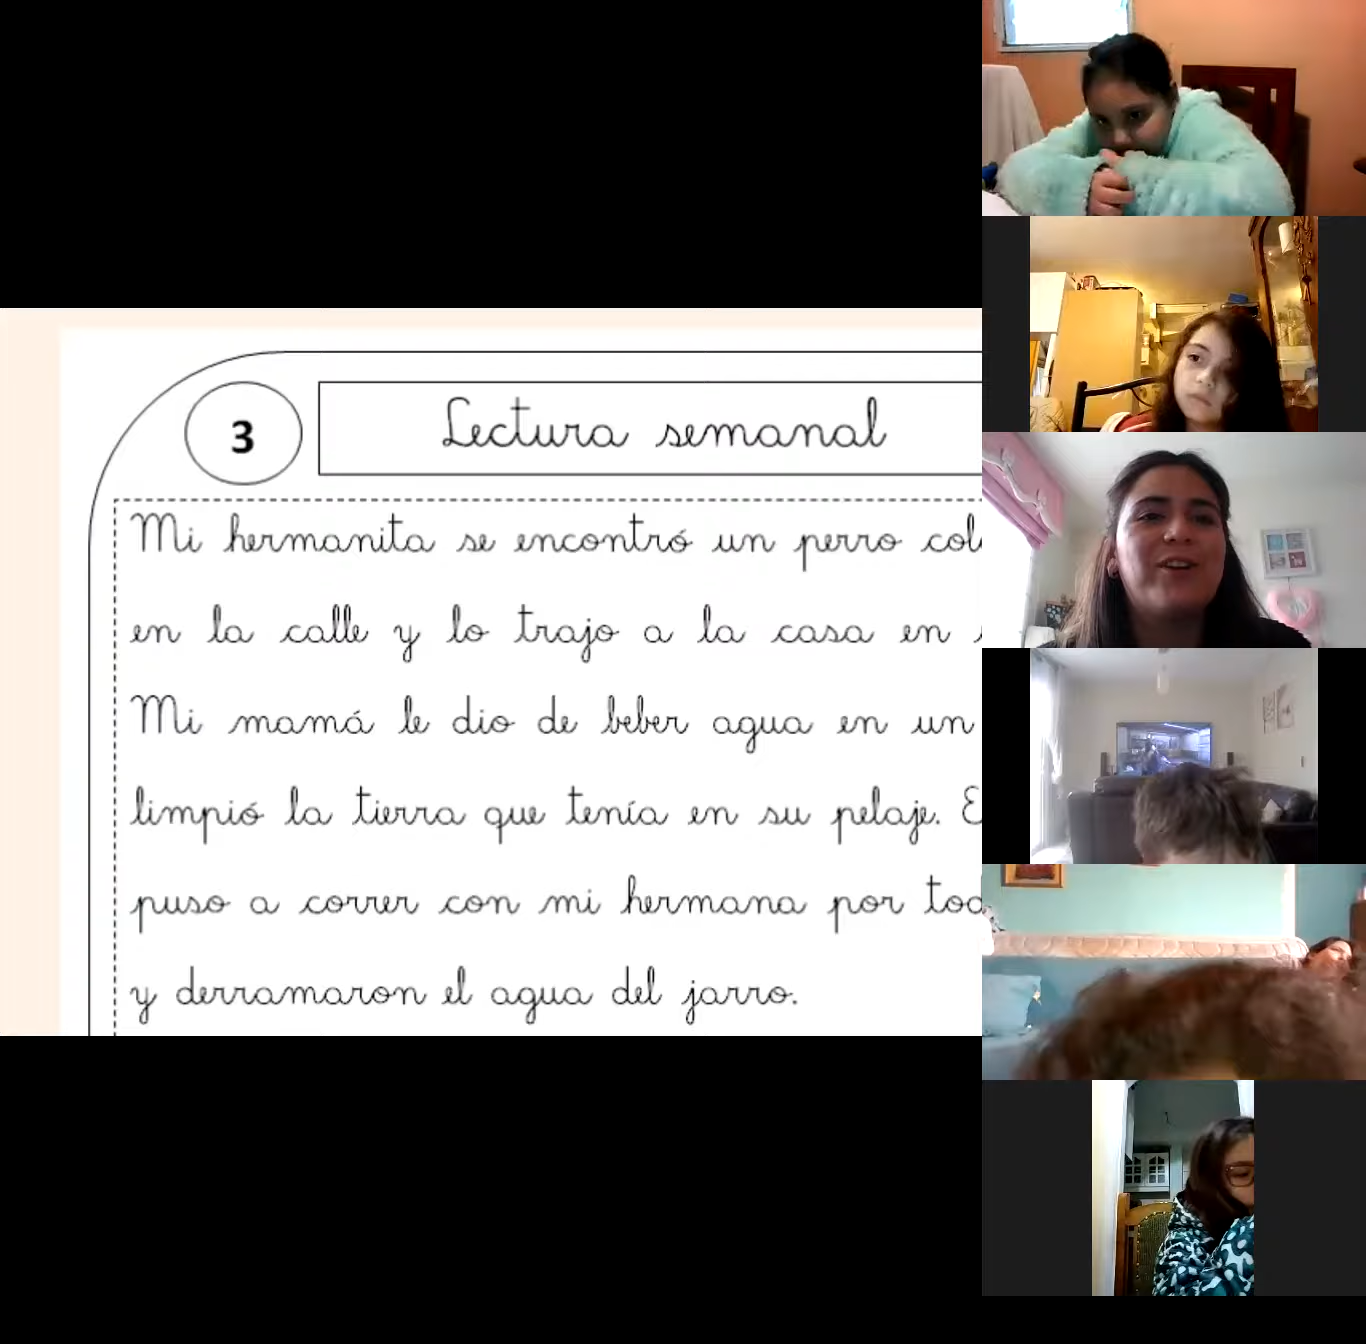 3
Lectura semanal
Mi hermanita se encontró un perro
en la calle y lo trajo a la casa en
Mi mamá le dio de beber agua en un
limpió la tierra que tenía en su pelaje.
puso a correr con mi hermana por
y derramaron el agua del jarro.